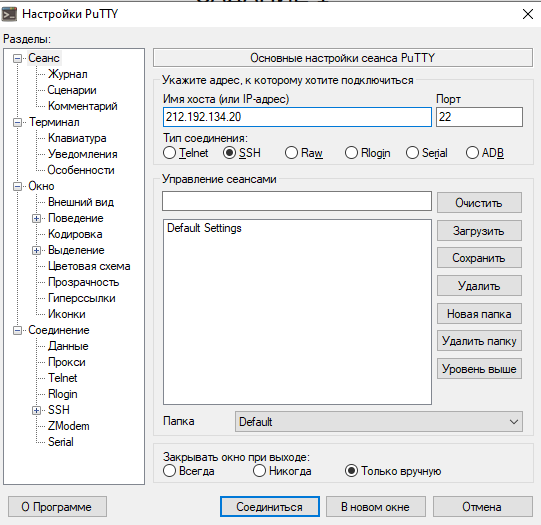 Настройки PuTTY
Разделы:
Сеанс
Журнал
Сценарии
Комментарий
Терминал
Клавиатура
Уведомления
Особенности
Окно
Внешний вид
Поведение
Кодировка
Выделение
Цветовая схема
Прозрачность
Гиперссылки
Иконки
Соединение
Данные
Прокси
Telnet
Rlogin
SSH
ZModem
Serial
Основные настройки сеанса PuTTY
Укажите адрес, к которому хотите подключиться
Имя хоста (или IP-адрес) Порт
212.192.134.20 22
Тип соединения:
Telnet SSH Raw Rlogin Serial ADB
Управление сеансами
Очистить
Default Settings Загрузить
Сохранить
Удалить
Новая папка
Удалить папку
Уровень выше
Папка Default
Закрывать окно при выходе:
Всегда Никогда Только вручную
О Программе Соединиться В новом окне Отмена